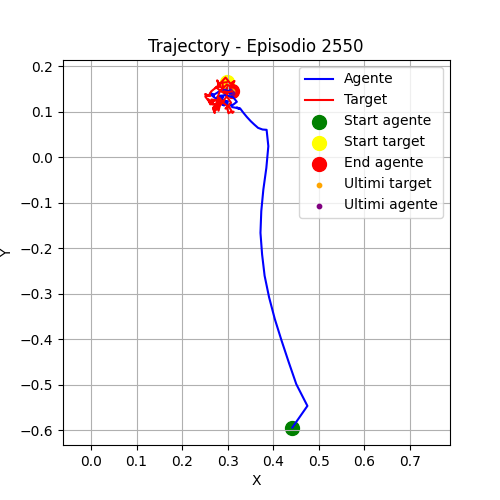 Trajectory - Episodio 2550
Agente
Target
Start agente
Start target
End agente
Ultimi target
Ultimi agente
0.2
0.1
0.0
−0.1
−0.2
−0.3
−0.4
−0.5
−0.6
Y
0.0 0.1 0.2 0.3 0.4 0.5 0.6 0.7
X